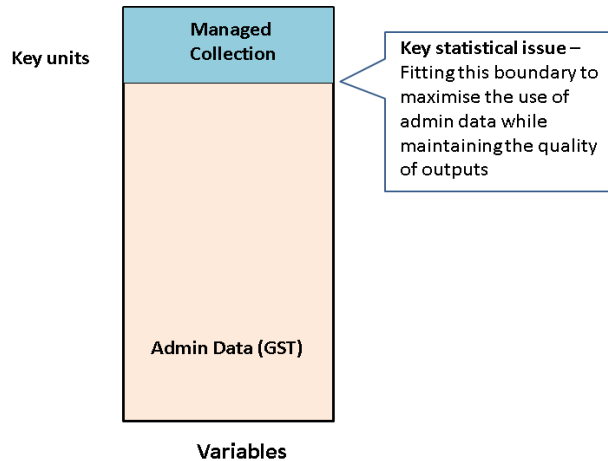 Managed
Collection
Key units
Key statistical issue –
Fitting this boundary to
maximise the use of
admin data while
maintaining the quality
of outputs
Admin Data (GST)
Variables